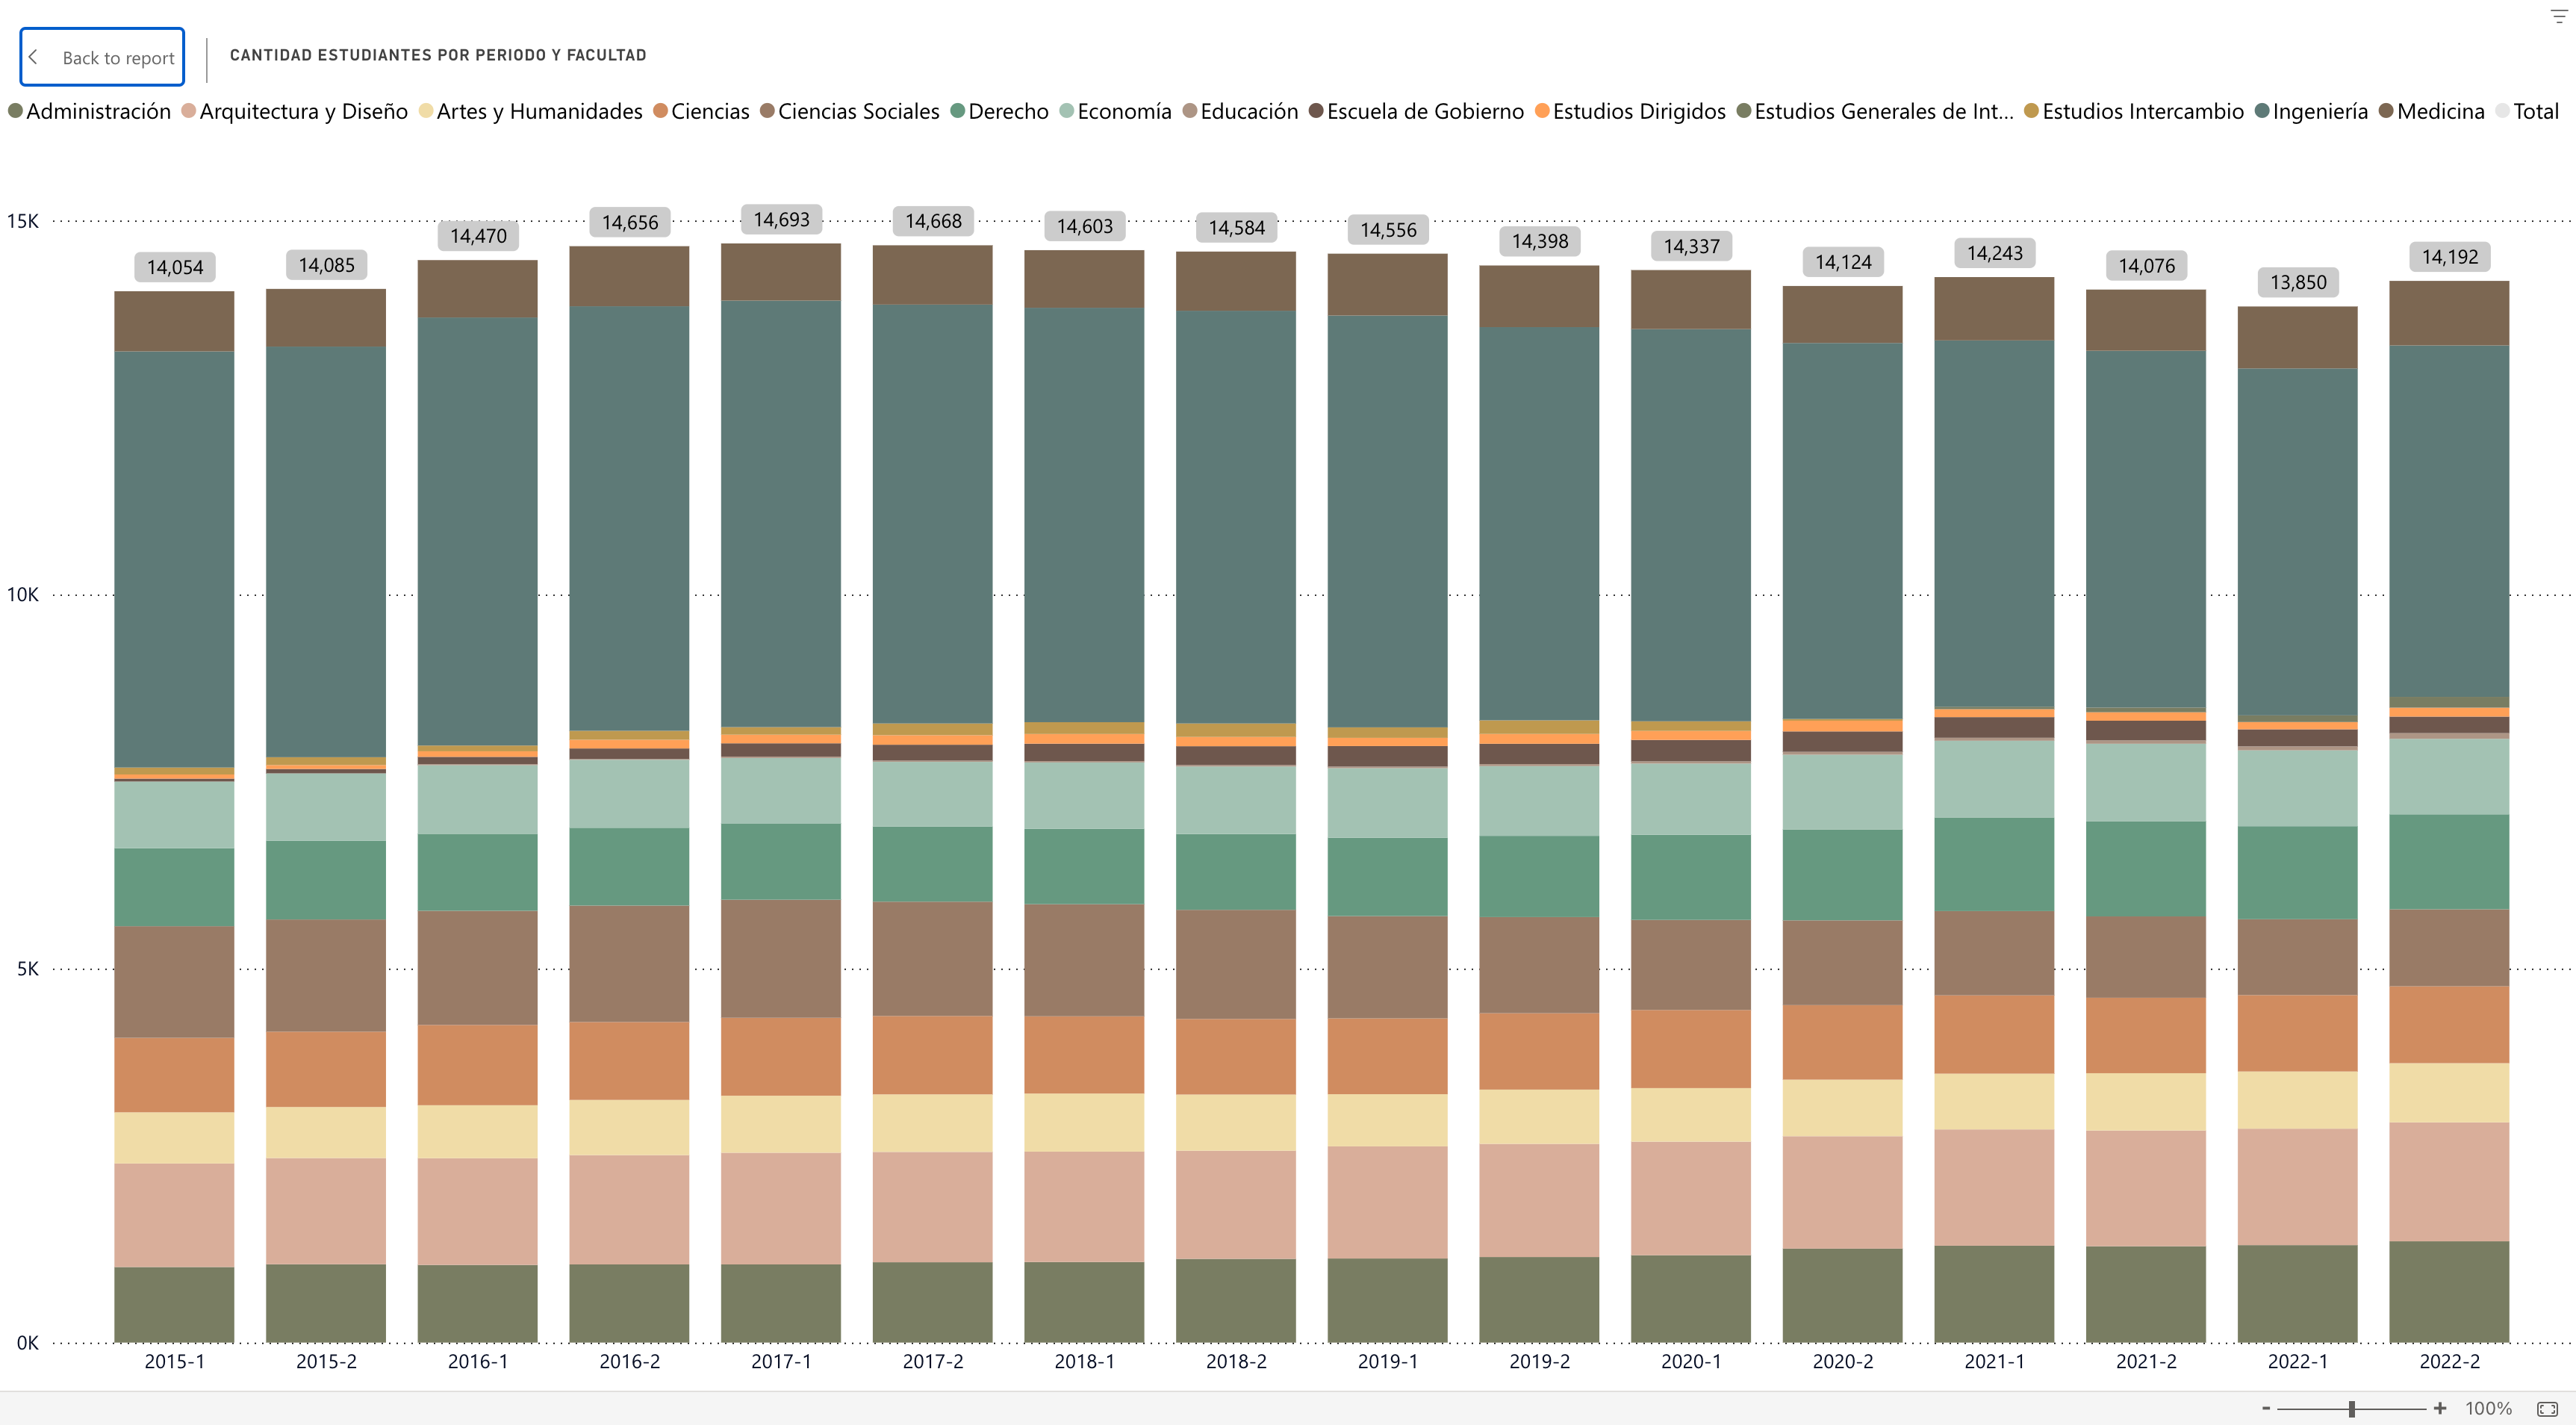 Back to report
CANTIDAD ESTUDIANTES POR PERIODO Y FACULTAD
Administración Arquitectura y Diseño Artes y Humanidades Ciencias Ciencias Sociales Derecho Economía Educación Escuela de Gobierno Estudios Dirigidos Estudios Generales de Int... Estudios Intercambio Ingeniería Medicina Total
15K
14,054 14,085 14,470 14,656 14,693 14,668 14,603 14,584 14,556 14,398 14,337 14,124 14,243 14,076 13,850 14,192
10K
5K
0K
2015-1 2015-2 2016-1 2016-2 2017-1 2017-2 2018-1 2018-2 2019-1 2019-2 2020-1 2020-2 2021-1 2021-2 2022-1 2022-2
- + 100%